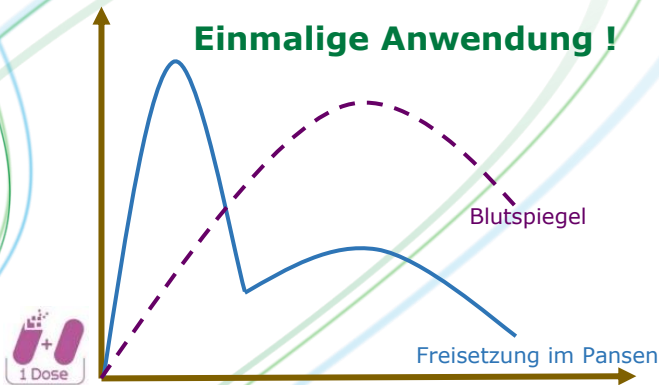 Einmalige Anwendung !
Blutspiegel
Freisetzung im Pansen
+
1 Dose